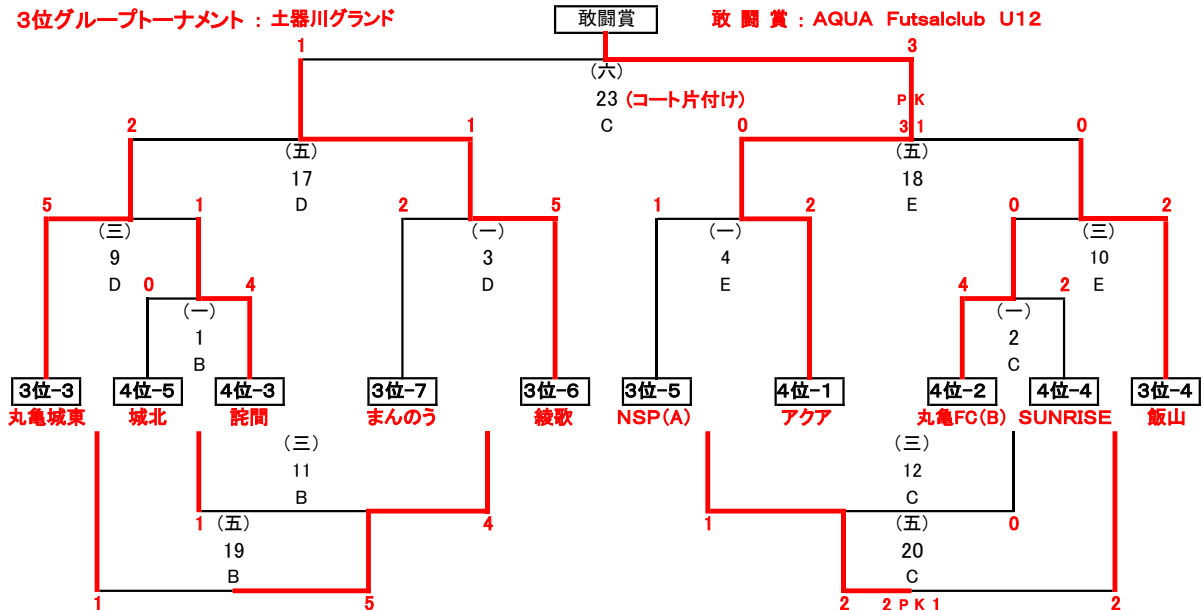 3位グループトーナメント : 土器川グランド
敢闘賞
敢 闘 賞 : AQUA Futsalclub U12
1
3
(六)
23 (コート片付け)
C
P K
2
1
0
3 1
0
(五)
17
D
(五)
18
E
5
1
2
5
1
2
0
2
(三)
9
D
(一)
3
D
(一)
4
E
(三)
10
E
0
4
4
2
(一)
1
B
(一)
2
C
3位-3
4位-5
4位-3
3位-7
3位-6
3位-5
4位-1
4位-2
4位-4
3位-4
丸亀城東
城北
詫間
まんのう
綾歌
NSP(A)
アクア
丸亀FC(B)
SUNRISE
飯山
(三)
11
B
(三)
12
C
1
4
1
0
(五)
19
B
(五)
20
C
1
5
2
2 P K 1
2